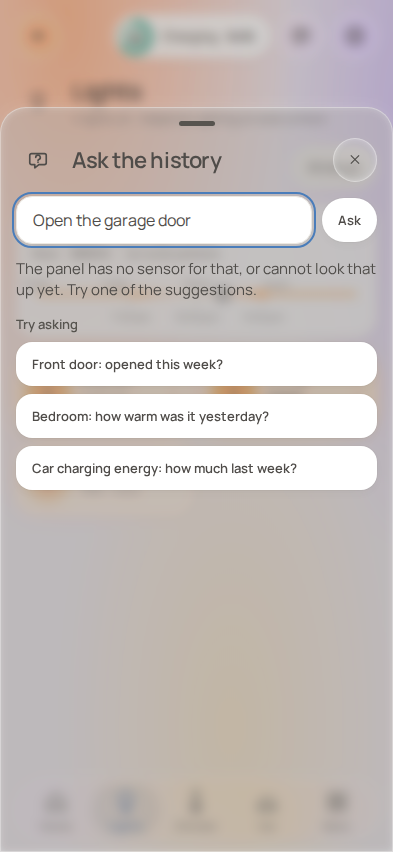 Lights
Ask the history
Open the garage door
Ask
The panel has no sensor for that, or cannot look that
up yet. Try one of the suggestions.
Try asking
Front door: opened this week?
Bedroom: how warm was it yesterday?
Car charging energy: how much last week?